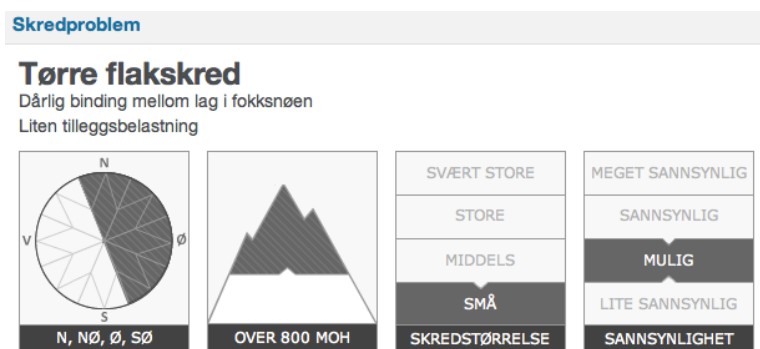 Skredproblem
Tørre flakskred
Dårlig binding mellom lag i fokksnøen
Liten tilleggsbelastning
N
V
Ø
S
N, NØ, Ø, SØ
OVER 800 MOH
SVÆRT STORE
STORE
MIDDELS
SMÅ
SKREDSTØRRELSE
MEGET SANNSYNLIG
SANNSYNLIG
MULIG
LITE SANNSYNLIG
SANNSYNLIGHET